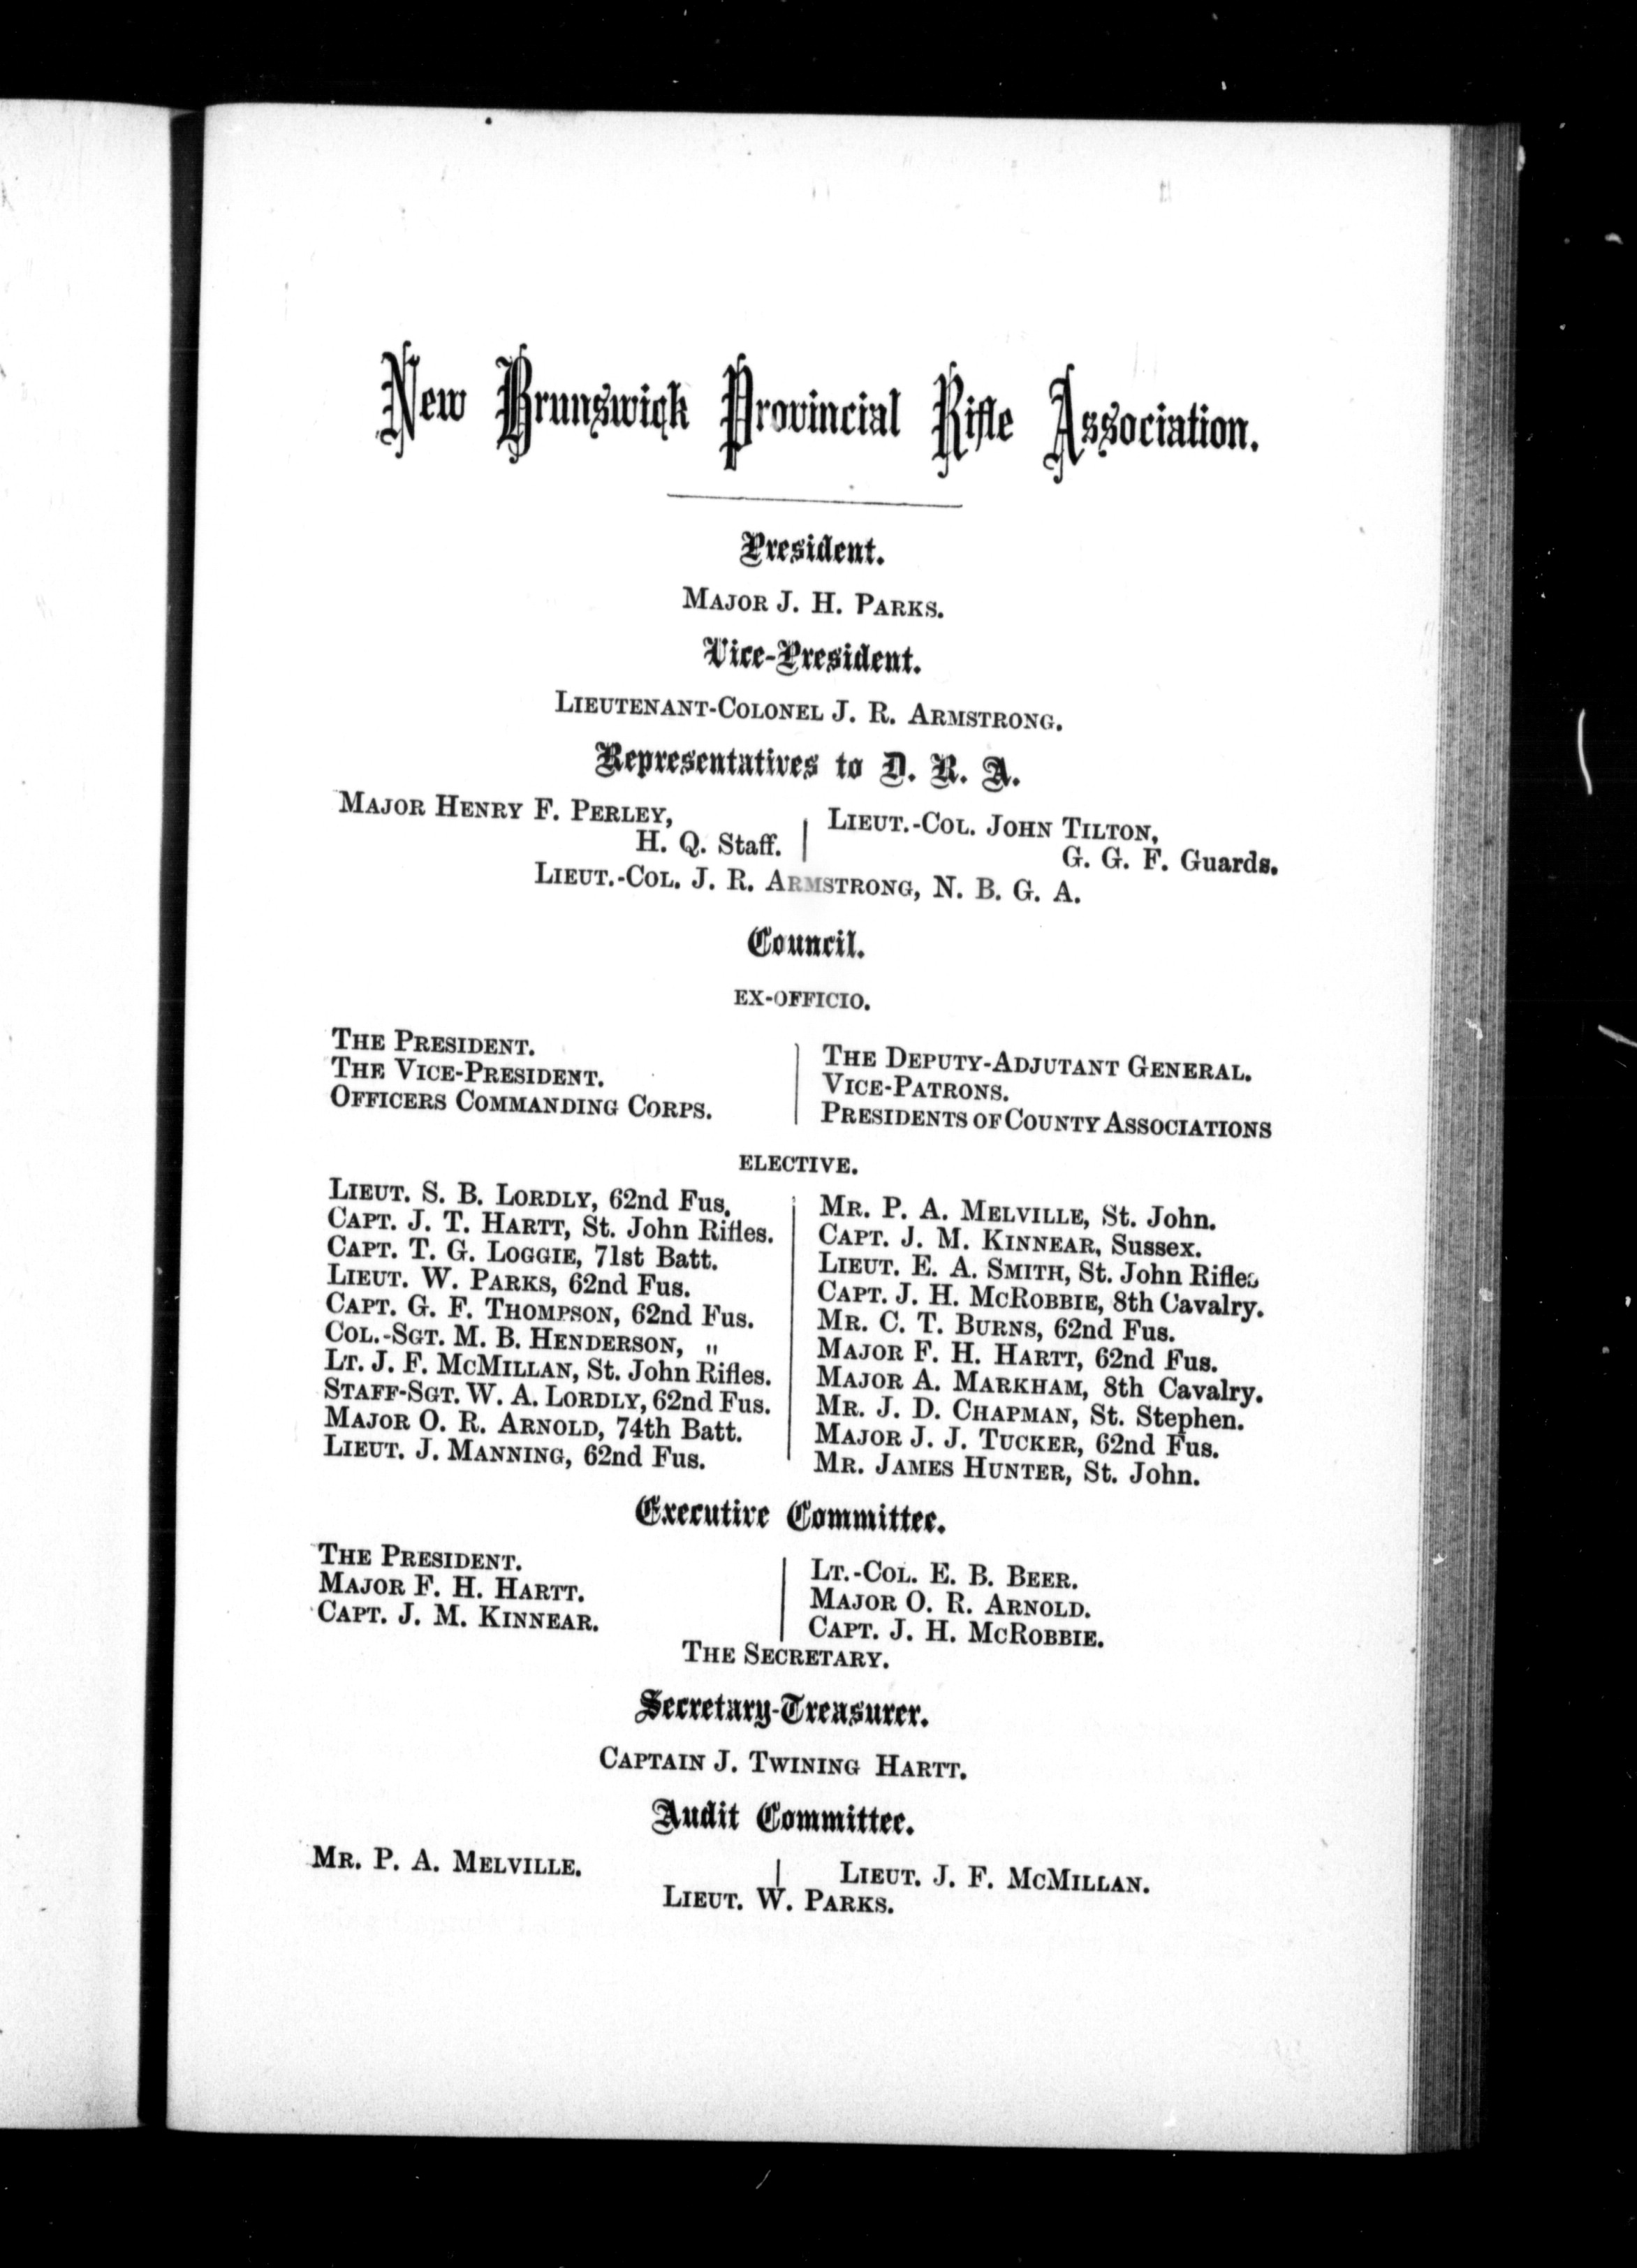 New Brunswick Provincial Rifle Association.
President.
MAJOR J. H. PARKS.
Vice-President.
LIEUTENANT-COLONEL J. R. ARMSTRONG.
Representatives to D. R. A.
MAJOR HENRY F. PERLEY,
H. Q. Staff.
LIEUT.-COL. JOHN TILTON,
G. G. F. Guards.
LIEUT.-COL. J. R. ARMSTRONG, N. B. G. A.
Council.
EX-OFFICIO.
THE PRESIDENT.
THE VICE-PRESIDENT.
OFFICERS COMMANDING CORPS.
THE DEPUTY-ADJUTANT GENERAL.
VICE-PATRONS.
PRESIDENTS OF COUNTY ASSOCIATIONS
ELECTIVE.
LIEUT. S. B. LORDLY, 62nd Fus.
CAPT. J. T. HARTT, St. John Rifles.
CAPT. T. G. LOGGIE, 71st Batt.
LIEUT. W. PARKS, 62nd Fus.
CAPT. G. F. THOMPSON, 62nd Fus.
COL.-SGT. M. B. HENDERSON, "
LT. J. F. MCMILLAN, St. John Rifles.
STAFF-SGT. W. A. LORDLY, 62nd Fus.
MAJOR O. R. ARNOLD, 74th Batt.
LIEUT. J. MANNING, 62nd Fus.
MR. P. A. MELVILLE, St. John.
CAPT. J. M. KINNEAR, Sussex.
LIEUT. E. A. SMITH, St. John Rifles
CAPT. J. H. MCROBBIE, 8th Cavalry.
MR. C. T. BURNS, 62nd Fus.
MAJOR F. H. HARTT, 62nd Fus.
MAJOR A. MARKHAM, 8th Cavalry.
MR. J. D. CHAPMAN, St. Stephen.
MAJOR J. J. TUCKER, 62nd Fus.
MR. JAMES HUNTER, St. John.
Executive Committee.
THE PRESIDENT.
MAJOR F. H. HARTT.
CAPT. J. M. KINNEAR.
LT.-COL. E. B. BEER.
MAJOR O. R. ARNOLD.
CAPT. J. H. MCROBBIE.
THE SECRETARY.
Secretary-Treasurer.
CAPTAIN J. TWINING HARTT.
Audit Committee.
MR. P. A. MELVILLE.
LIEUT. J. F. MCMILLAN.
LIEUT. W. PARKS.